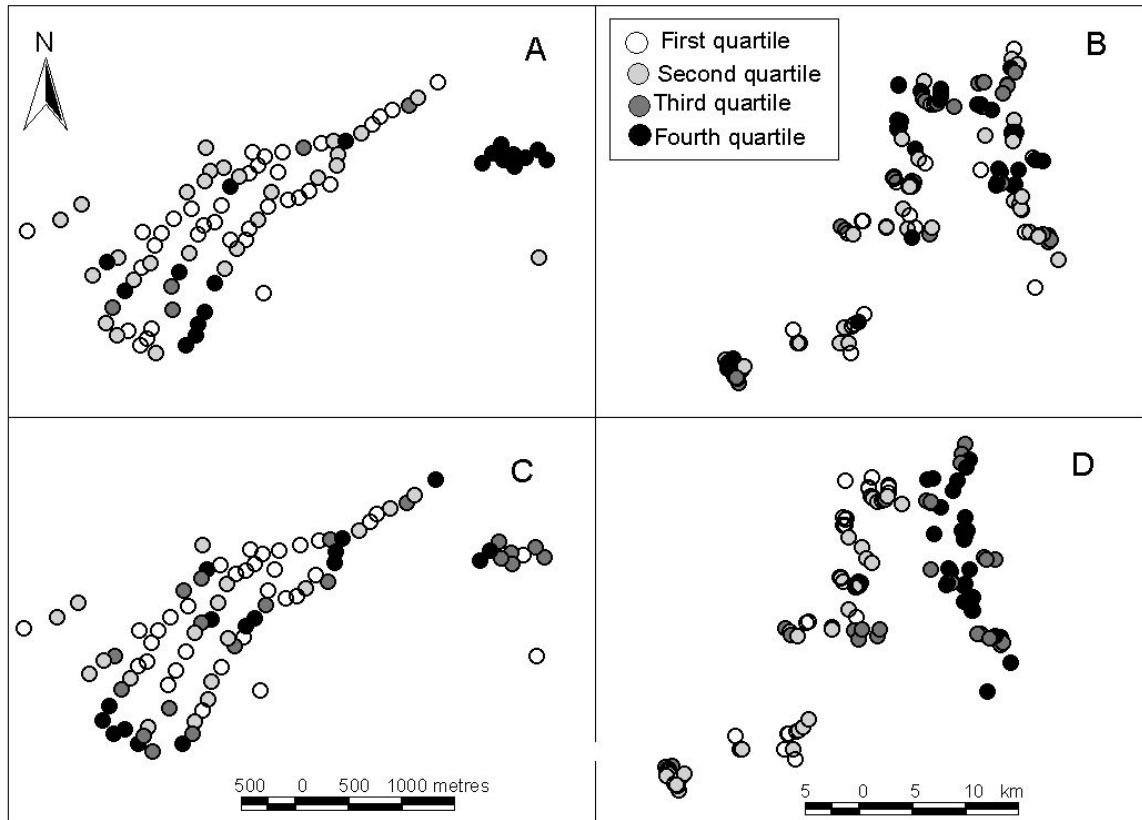 N
A
B
First quartile
Second quartile
Third quartile
Fourth quartile
C
D
500 0 500 1000 metres
5 0 5 10 km